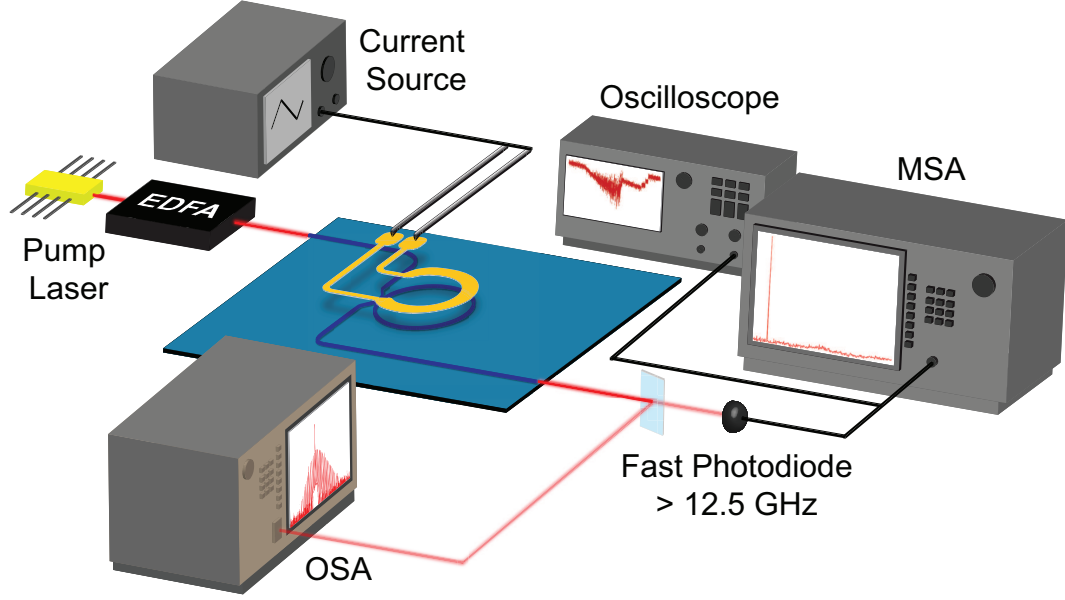 Current
Source
Oscilloscope
MSA
EDFA
Pump
Laser
Fast Photodiode
> 12.5 GHz
OSA